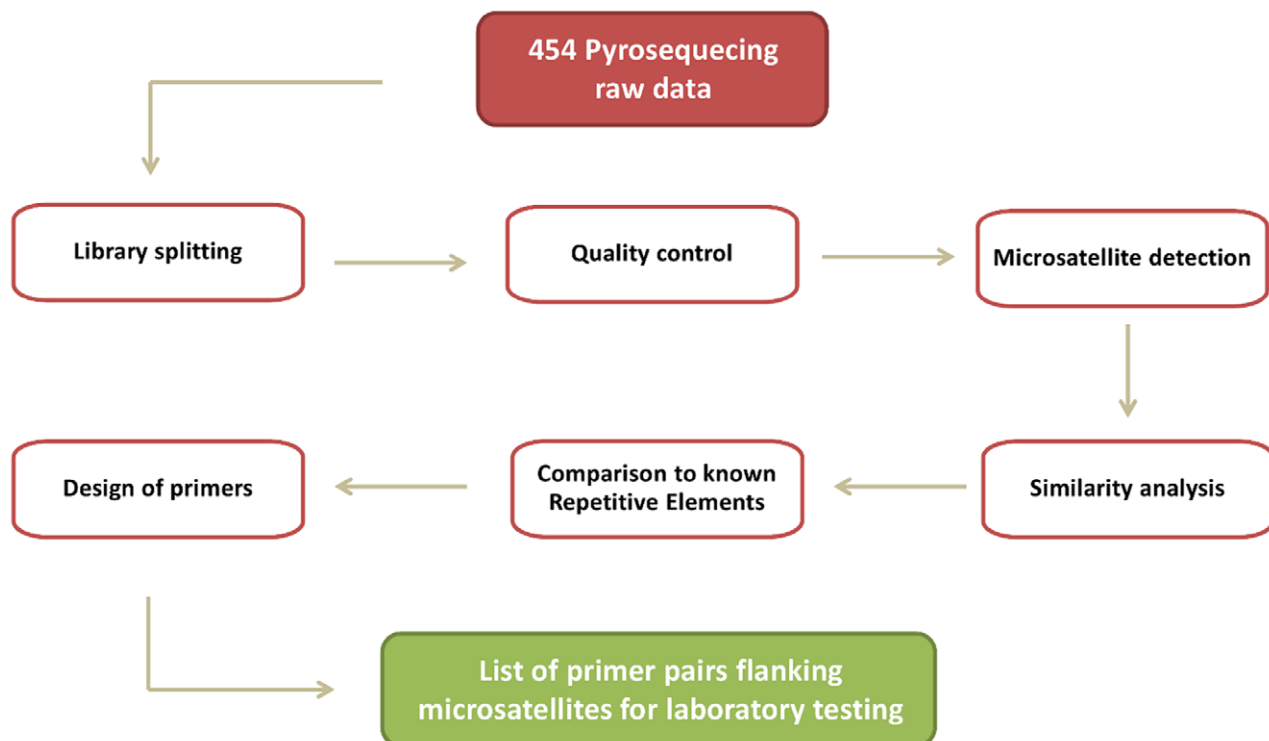 454 Pyrosequecing
raw data
Library splitting
Quality control
Microsatellite detection
Similarity analysis
Comparison to known
Repetitive Elements
Design of primers
List of primer pairs flanking
microsatellites for laboratory testing